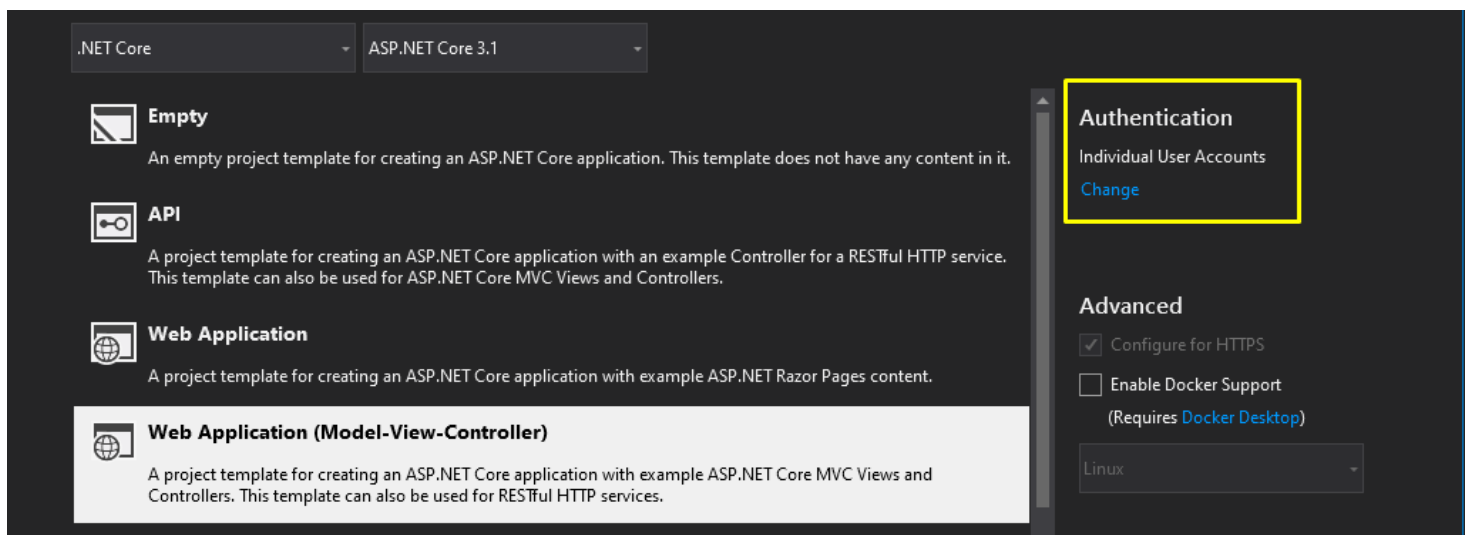 .NET Core
ASP.NET Core 3.1
Empty
An empty project template for creating an ASP.NET Core application. This template does not have any content in it.
API
A project template for creating an ASP.NET Core application with an example Controller for a RESTful HTTP service.
This template can also be used for ASP.NET Core MVC Views and Controllers.
Web Application
A project template for creating an ASP.NET Core application with example ASP.NET Razor Pages content.
Web Application (Model-View-Controller)
A project template for creating an ASP.NET Core application with example ASP.NET Core MVC Views and
Controllers. This template can also be used for RESTful HTTP services.
Authentication
Individual User Accounts
Change
Advanced
Configure for HTTPS
Enable Docker Support
(Requires Docker Desktop)
Linux